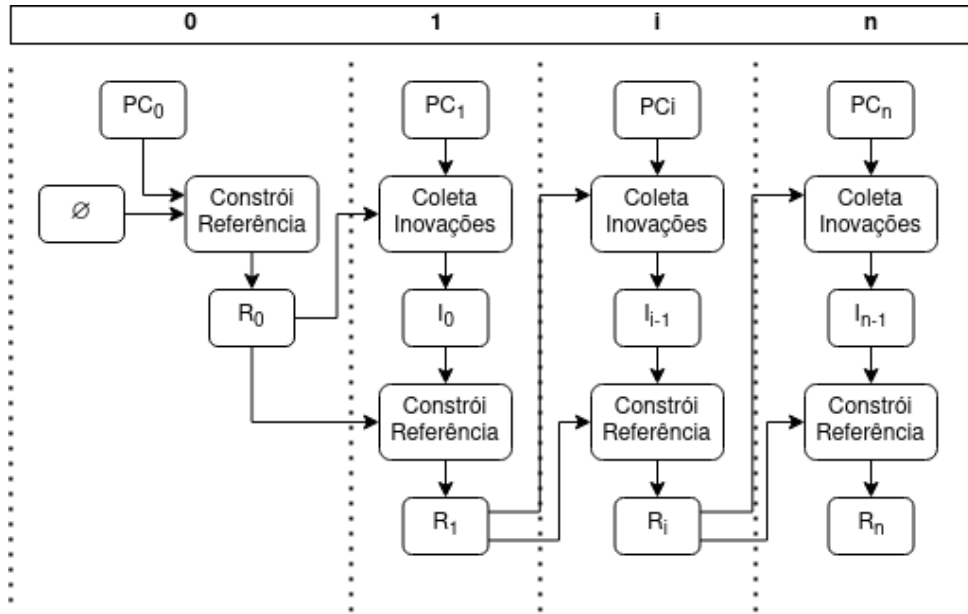 0 1 i n
PC₀ PC₁ PCi PCₙ
∅
Constrói
Referência
Coleta
Inovações
Coleta
Inovações
Coleta
Inovações
R₀ I₀ Iᵢ₋₁ Iₙ₋₁
Constrói
Referência
Constrói
Referência
Constrói
Referência
R₁ Rᵢ Rₙ